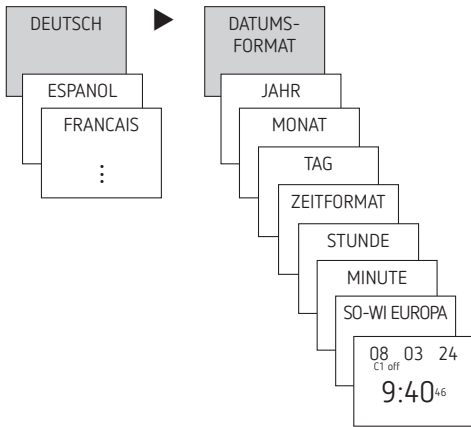 DEUTSCH
ESPANOL
FRANCAIS
DATUMS-
FORMAT
JAHR
MONAT
TAG
ZEITFORMAT
STUNDE
MINUTE
SO-WI EUROPA
08 03 24
C1 off
9:40 46